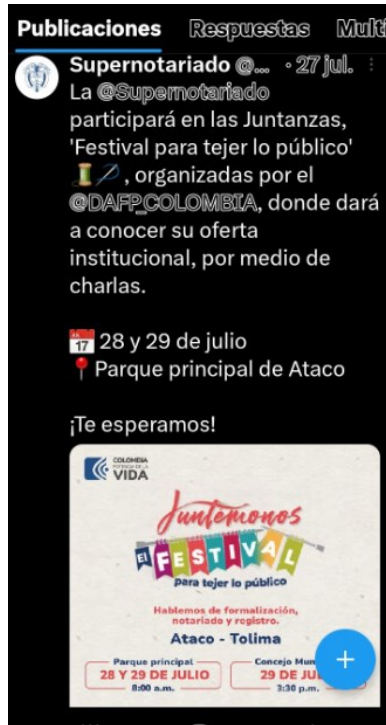 Publicaciones Respuestas
Supernotariado @... · 27 jul.
La @Supernotariado
participará en las Juntanzas,
'Festival para tejer lo público'
🧵🪡, organizadas por el
@DAFP_COLOMBIA, donde dará
a conocer su oferta
institucional, por medio de
charlas.
📅 28 y 29 de julio
📍Parque principal de Ataco
¡Te esperamos!
COLOMBIA
POTENCIA DE LA
VIDA
Juntémonos
EL FESTIVAL
para tejer lo público
Hablemos de formalización,
notariado y registro.
Ataco - Tolima
Parque principal
28 Y 29 DE JULIO
8:00 a.m.
Concejo
29 DE
3:30 p.m.